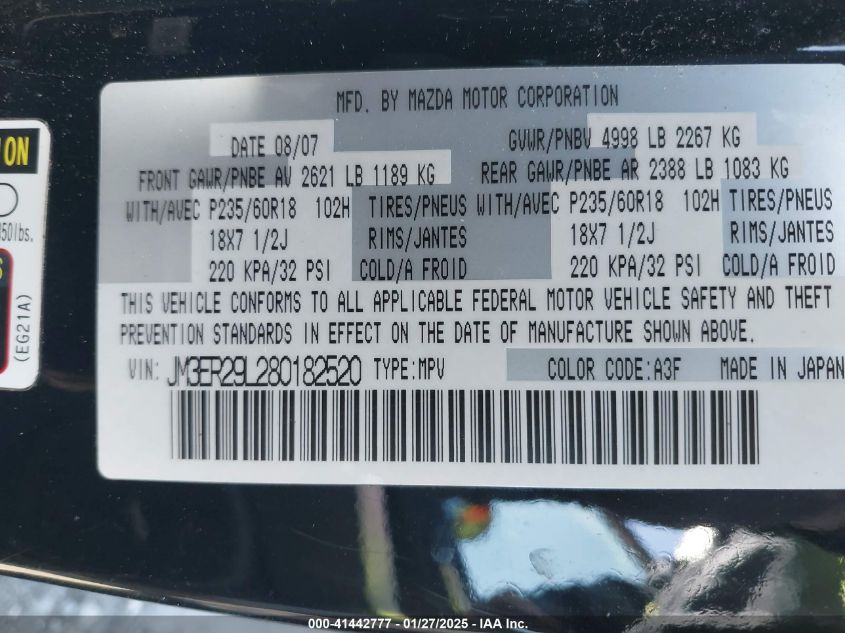 MFD. BY MAZDA MOTOR CORPORATION
DATE 08/07 GVWR/PNBV 4998 LB 2267 KG
FRONT GAWR/PNBE AV 2621 LB 1189 KG REAR GAWR/PNBE AR 2388 LB 1083 KG
WITH/AVEC P235/60R18 102H TIRES/PNEUS WITH/AVEC P235/60R18 102H TIRES/PNEUS
18X7 1/2J RIMS/JANTES 18X7 1/2J RIMS/JANTES
220 KPA/32 PSI COLD/A FROID 220 KPA/32 PSI COLD/A FROID
THIS VEHICLE CONFORMS TO ALL APPLICABLE FEDERAL MOTOR VEHICLE SAFETY AND THEFT
PREVENTION STANDARDS IN EFFECT ON THE DATE OF MANUFACTURE SHOWN ABOVE.
VIN: JM3ER29L280182520 TYPE:MPV COLOR CODE:A3F MADE IN JAPAN
(EG21A)
000-41442777 - 01/27/2025 - IAA Inc.